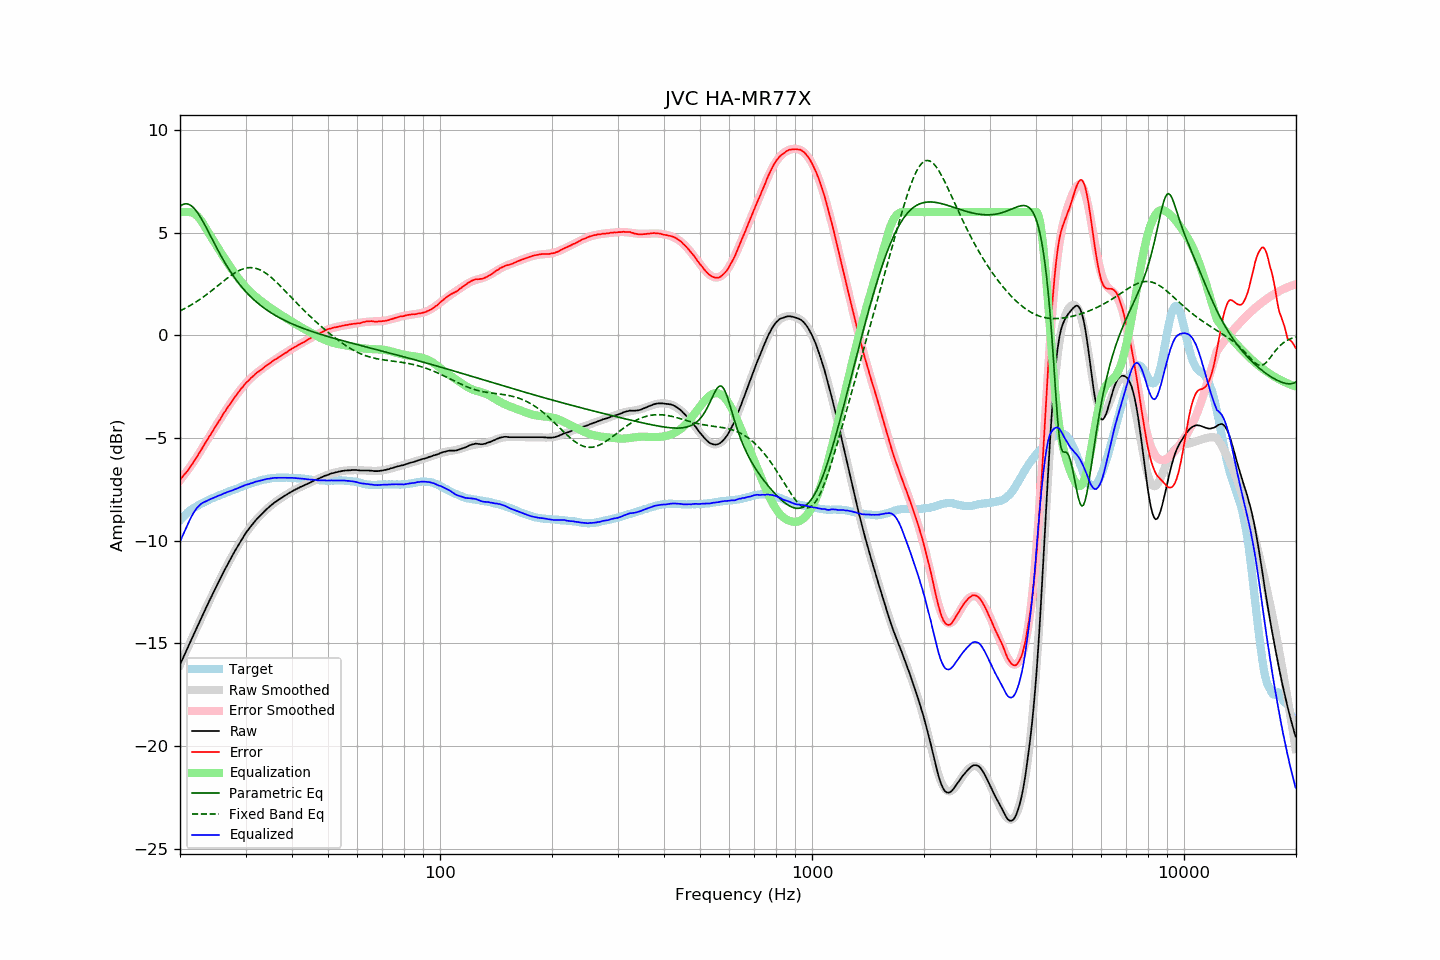 JVC HA-MR77X
10
5
0
−5
−10
−15
−20
−25
Amplitude (dBr)
Target
Raw Smoothed
Error Smoothed
Raw
Error
Equalization
Parametric Eq
Fixed Band Eq
Equalized
100
1000
10000
Frequency (Hz)